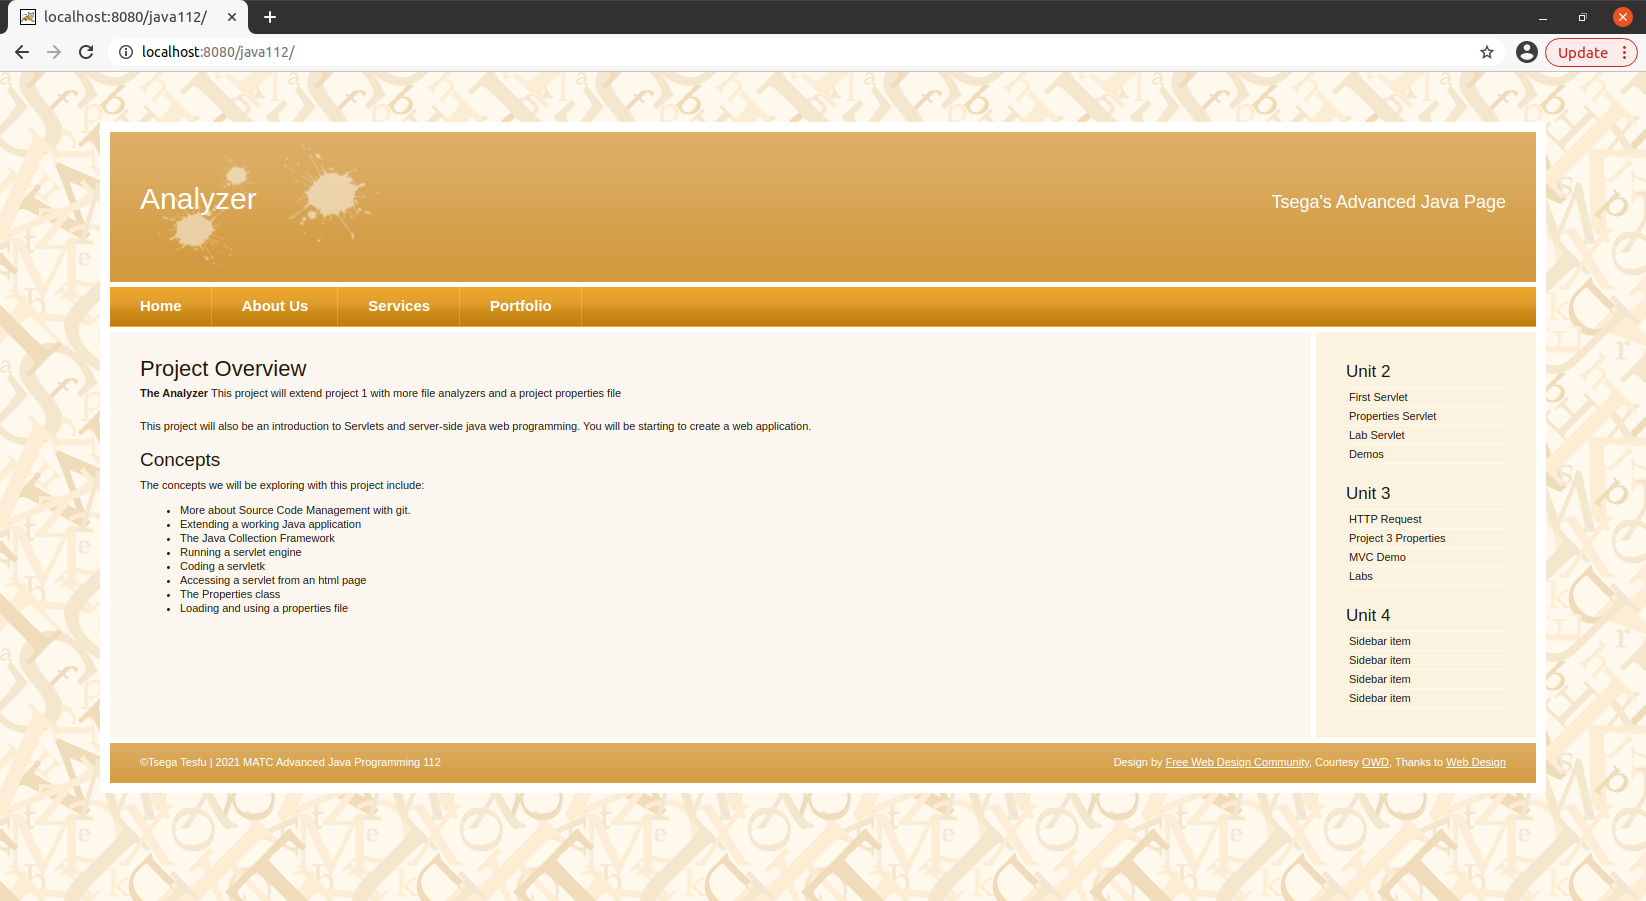 localhost:8080/java112/
localhost:8080/java112/
Update
Analyzer
Tsega's Advanced Java Page
Home About Us Services Portfolio
Project Overview
The Analyzer This project will extend project 1 with more file analyzers and a project properties file
This project will also be an introduction to Servlets and server-side java web programming. You will be starting to create a web application.
Concepts
The concepts we will be exploring with this project include:
More about Source Code Management with git.
Extending a working Java application
The Java Collection Framework
Running a servlet engine
Coding a servletk
Accessing a servlet from an html page
The Properties class
Loading and using a properties file
Unit 2
First Servlet
Properties Servlet
Lab Servlet
Demos
Unit 3
HTTP Request
Project 3 Properties
MVC Demo
Labs
Unit 4
Sidebar item
Sidebar item
Sidebar item
Sidebar item
©Tsega Tesfu | 2021 MATC Advanced Java Programming 112
Design by Free Web Design Community, Courtesy OWD, Thanks to Web Design